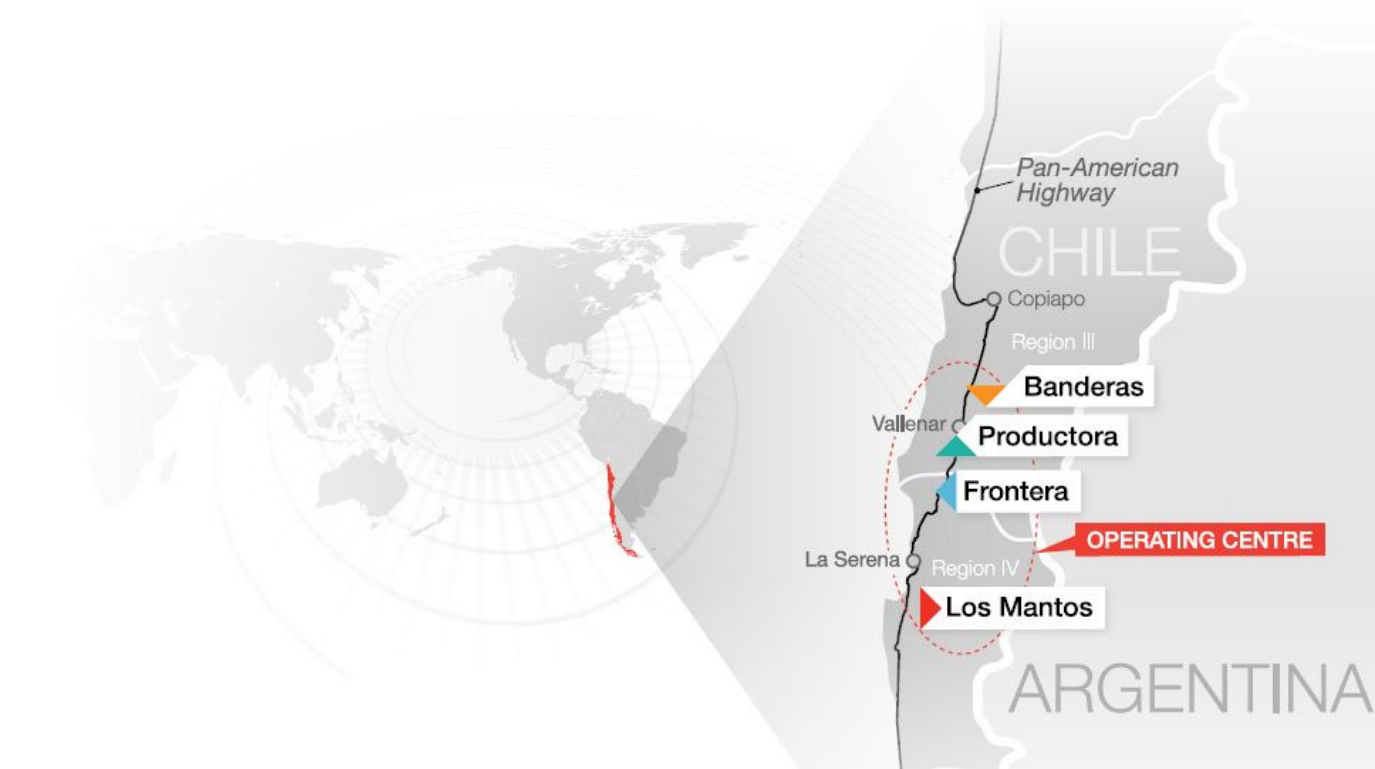 Pan-American
Highway
CHILE
Copiapo
Region III
Banderas
Vallenar
Productora
Frontera
OPERATING CENTRE
La Serena
Region IV
Los Mantos
ARGENTINA